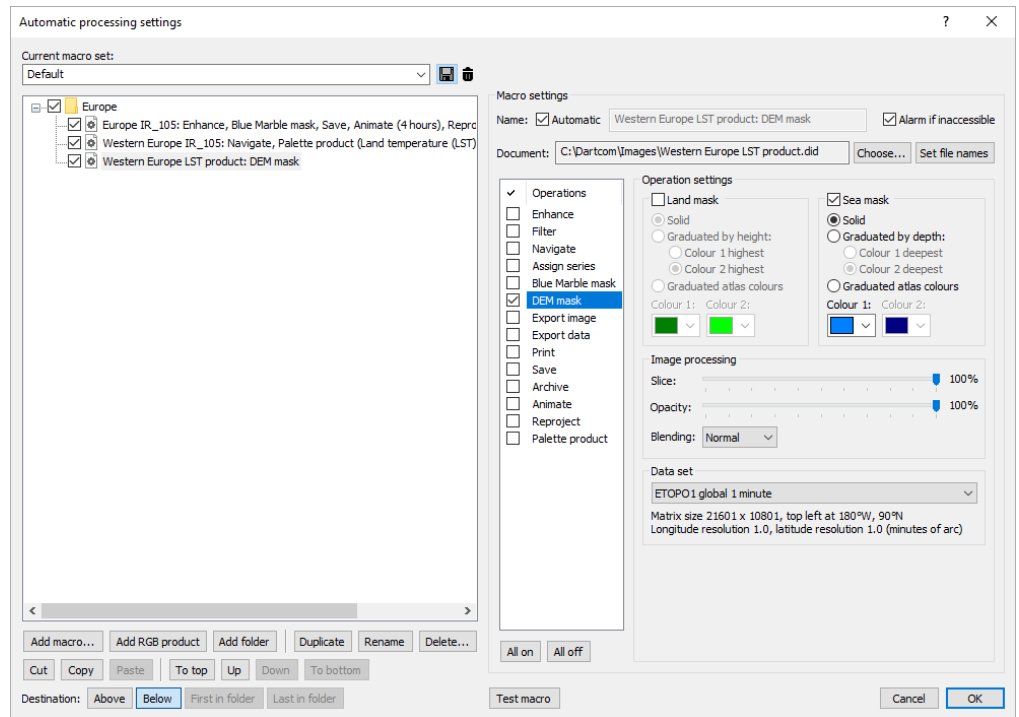 Automatic processing settings
?
Current macro set:
Default
Europe
Europe IR_105: Enhance, Blue Marble mask, Save, Animate (4 hours), Repro
Western Europe IR_105: Navigate, Palette product (Land temperature (LST)
Western Europe LST product: DEM mask
Add macro...
Add RGB product
Add folder
Duplicate
Rename
Delete...
Cut
Copy
Paste
To top
Up
Down
To bottom
Destination:
Above
Below
First in folder
Last in folder
Macro settings
Name:
Automatic
Western Europe LST product: DEM mask
Alarm if inaccessible
Document:
C:\Dartcom\Images\Western Europe LST product.did
Choose...
Set file names
Operations
Enhance
Filter
Navigate
Assign series
Blue Marble mask
DEM mask
Export image
Export data
Print
Save
Archive
Animate
Reproject
Palette product
All on
All off
Operation settings
Land mask
Solid
Graduated by height:
Colour 1 highest
Colour 2 highest
Graduated atlas colours
Colour 1:
Colour 2:
Sea mask
Solid
Graduated by depth:
Colour 1 deepest
Colour 2 deepest
Graduated atlas colours
Colour 1:
Colour 2:
Image processing
Slice:
100%
Opacity:
100%
Blending:
Normal
Data set
ETOPO1 global 1 minute
Matrix size 21601 x 10801, top left at 180°W, 90°N
Longitude resolution 1.0, latitude resolution 1.0 (minutes of arc)
Test macro
Cancel
OK